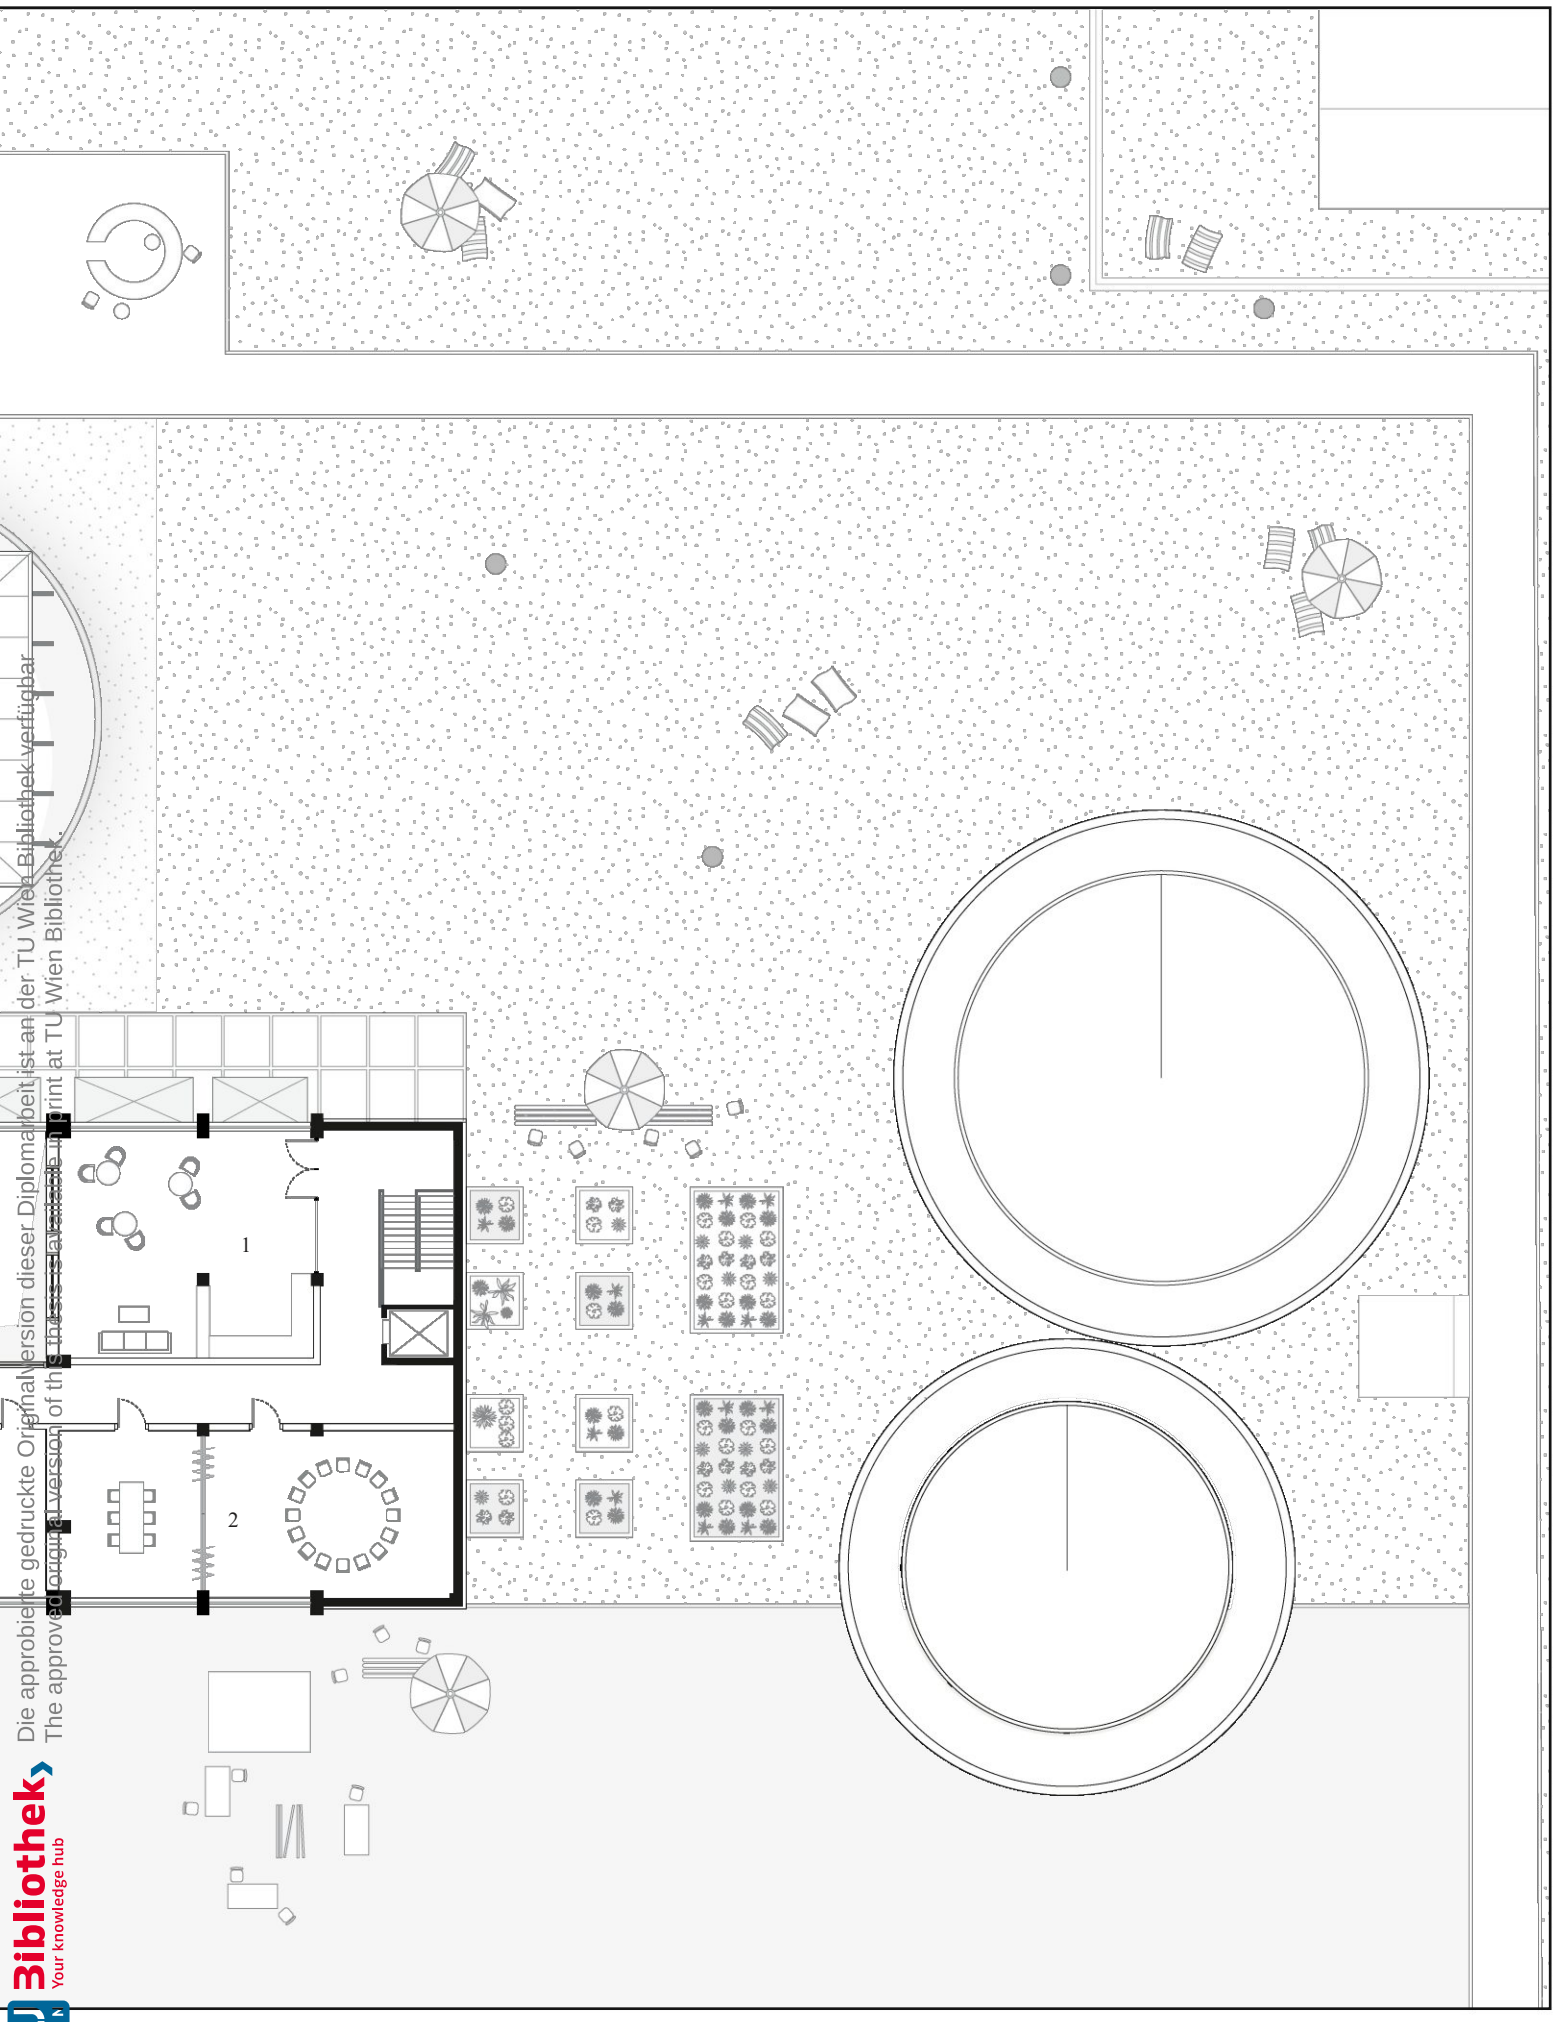 1
2
Die approbierte gedruckte Originalversion dieser Diplomarbeit ist an der TU Wien Bibliothek verfügbar
The approved original version of this thesis is available in print at TU Wien Bibliothek.
Bibliothek
Your knowledge hub